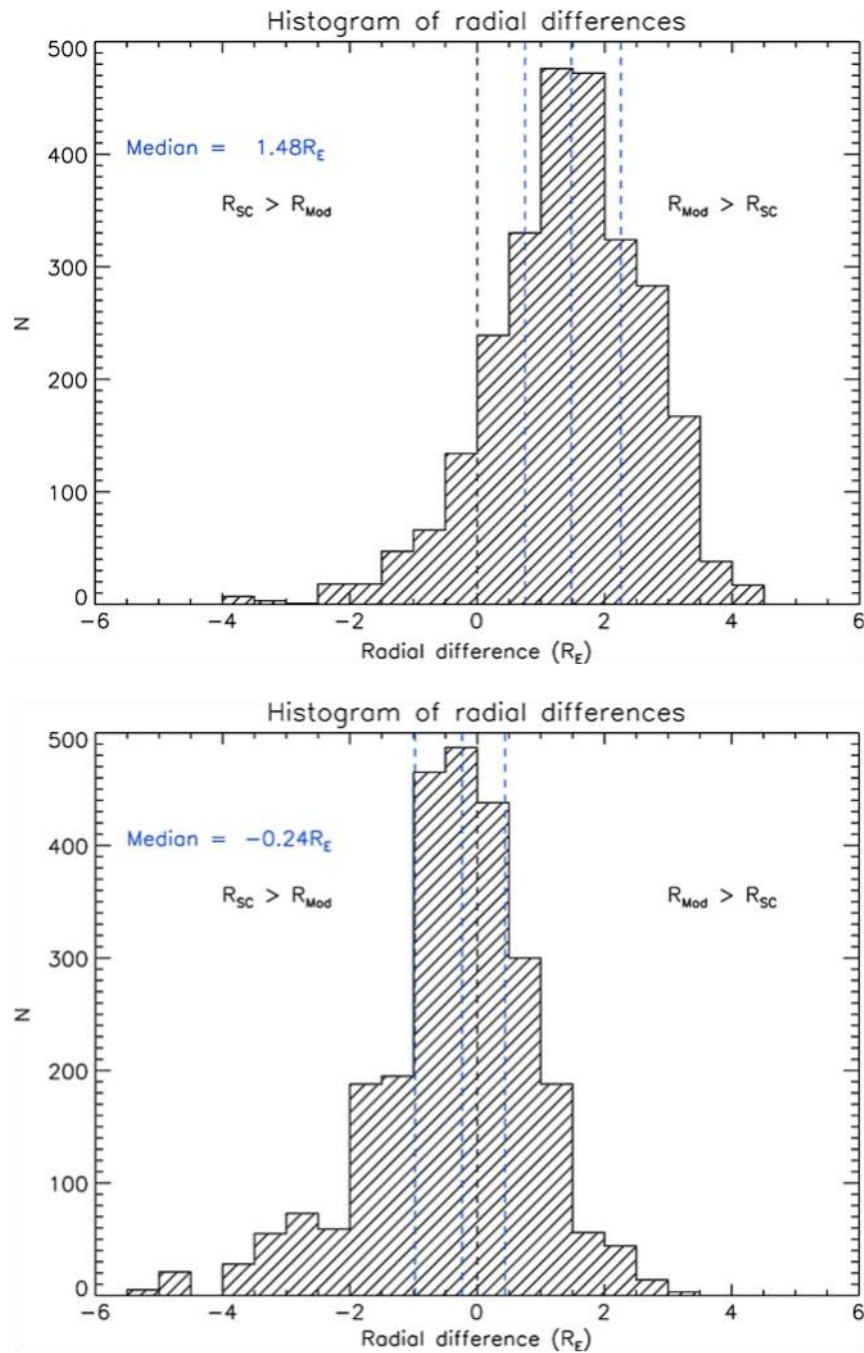 Histogram of radial differences
500
400
300
200
100
0
N
Median = 1.48R_E
R_SC > R_Mod
R_Mod > R_SC
−6 −4 −2 0 2 4 6
Radial difference (R_E)
Histogram of radial differences
500
400
300
200
100
0
N
Median = −0.24R_E
R_SC > R_Mod
R_Mod > R_SC
−6 −4 −2 0 2 4 6
Radial difference (R_E)